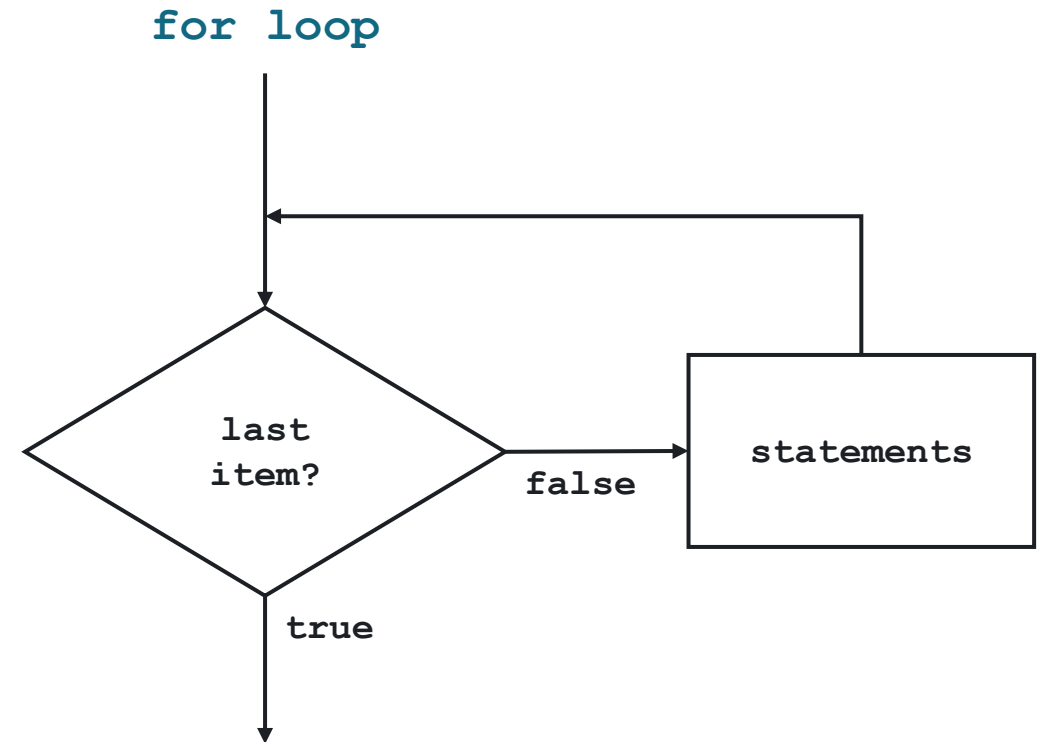 for loop
last
item?
false
statements
true